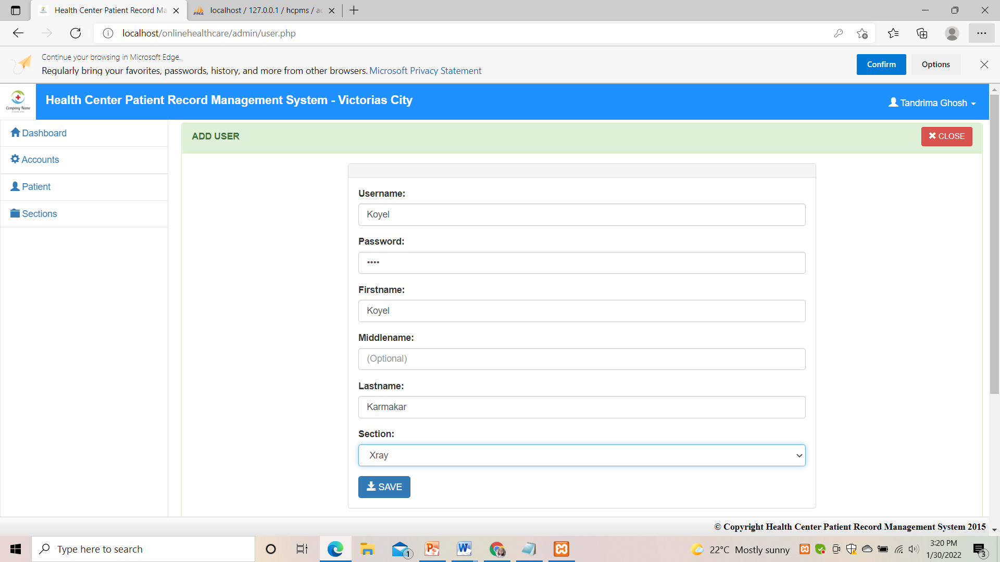 Health Center Patient Record Ma
localhost / 127.0.0.1 / hcpms / ac
localhost/onlinehealthcare/admin/user.php
Continue your browsing in Microsoft Edge.
Regularly bring your favorites, passwords, history, and more from other browsers. Microsoft Privacy Statement
Confirm
Options
Company Name
Health Center Patient Record Management System - Victorias City
Tandrima Ghosh
Dashboard
Accounts
Patient
Sections
ADD USER
CLOSE
Username:
Koyel
Password:
••••
Firstname:
Koyel
Middlename:
(Optional)
Lastname:
Karmakar
Section:
Xray
SAVE
© Copyright Health Center Patient Record Management System 2015
Type here to search
1
22°C Mostly sunny
3:20 PM
1/30/2022
3